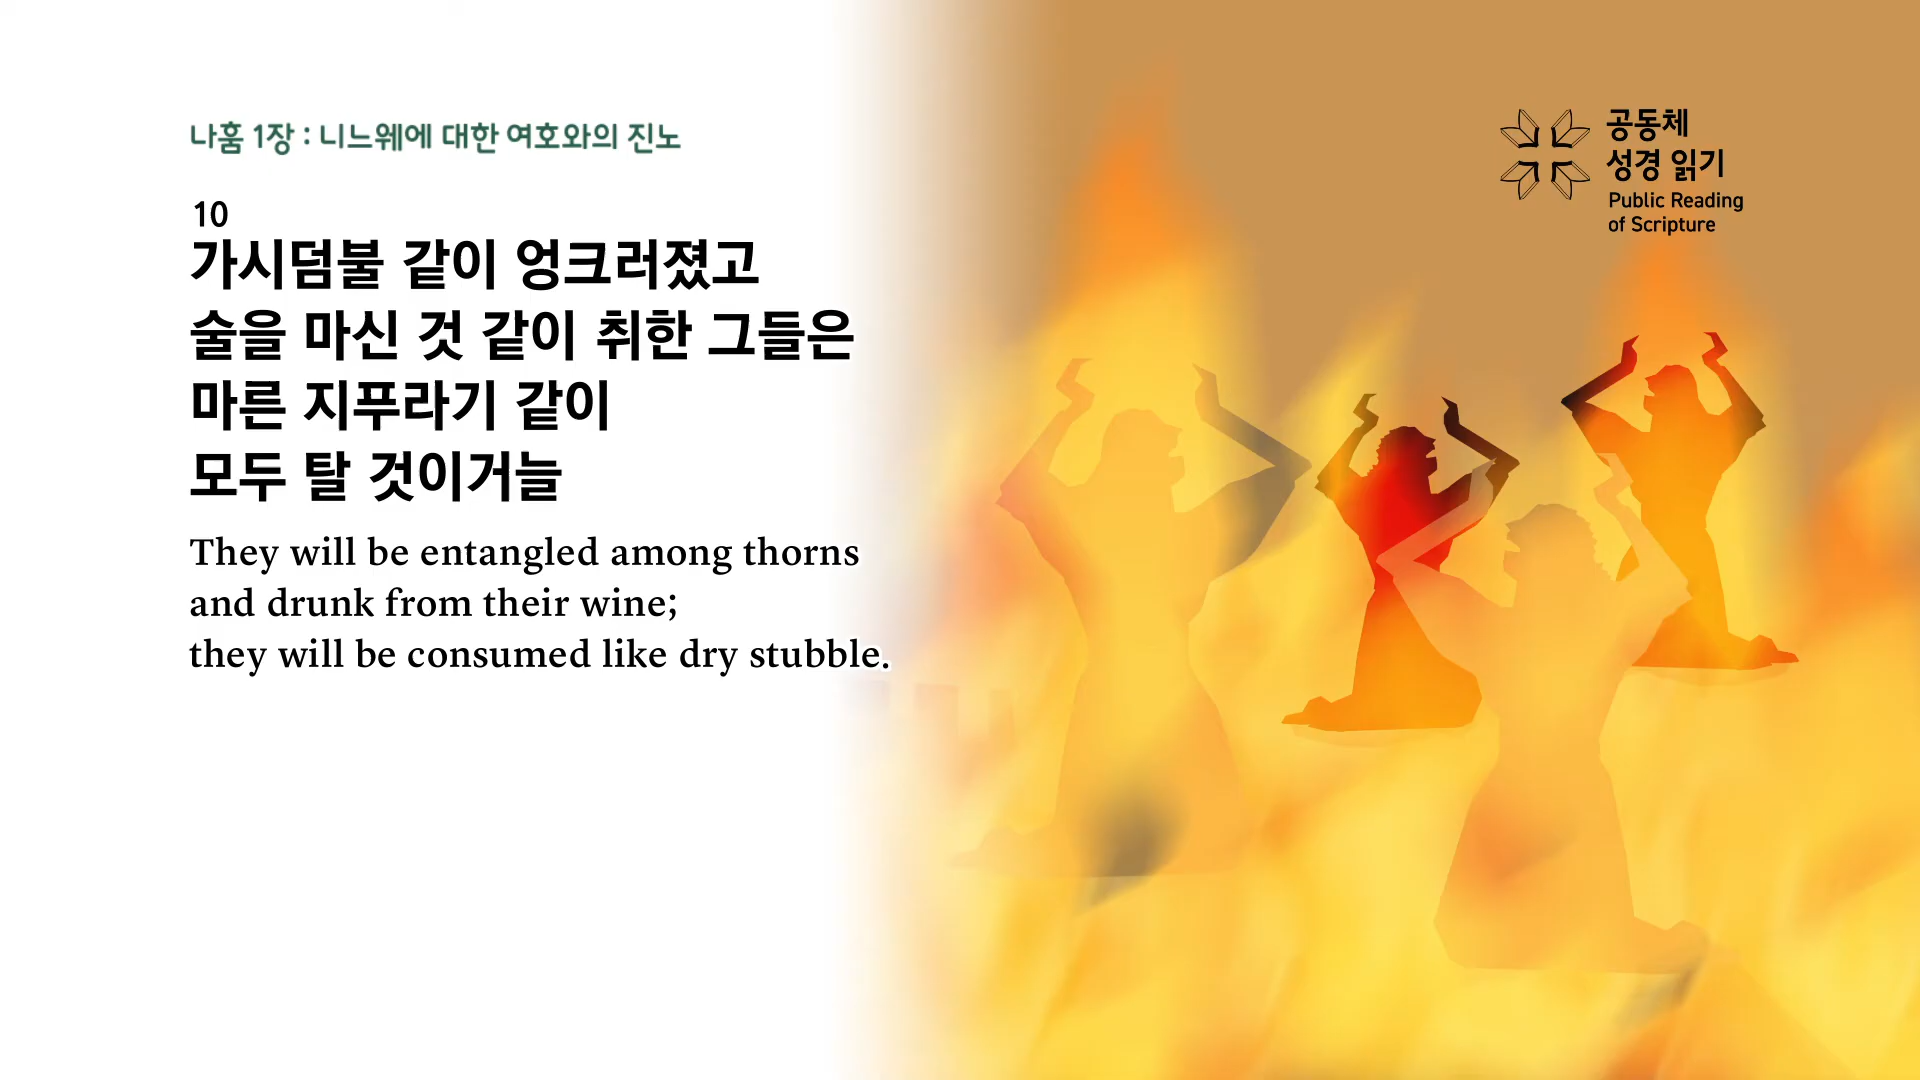 나훔 1장 : 니느웨에 대한 여호와의 진노
10
가시덤불 같이 엉크러졌고
술을 마신 것 같이 취한 그들은
마른 지푸라기 같이
모두 탈 것이거늘
They will be entangled among thorns
and drunk from their wine;
they will be consumed like dry stubble.
공동체
성경 읽기
Public Reading
of Scripture